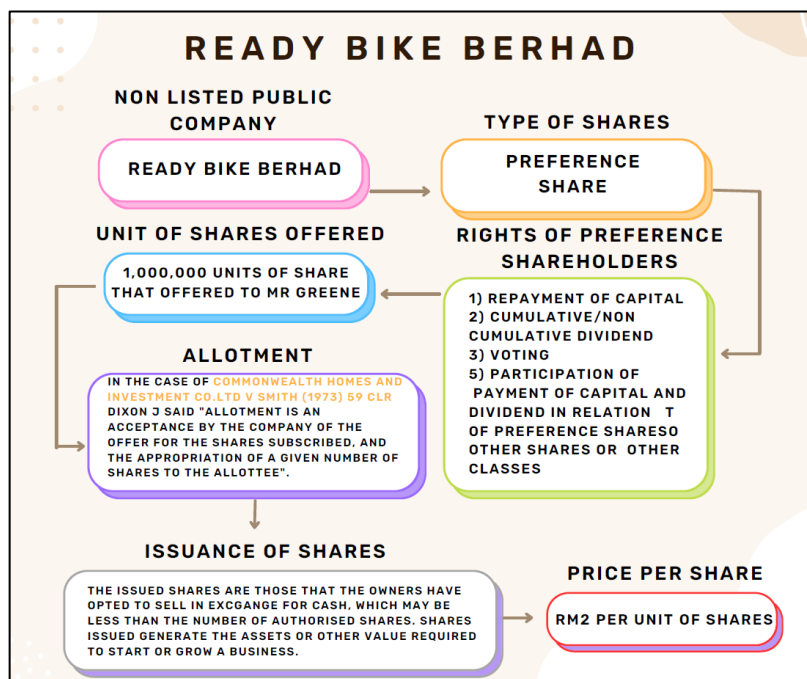 READY BIKE BERHAD
NON LISTED PUBLIC
COMPANY
READY BIKE BERHAD
TYPE OF SHARES
PREFERENCE
SHARE
RIGHTS OF PREFERENCE
SHAREHOLDERS
1) REPAYMENT OF CAPITAL
2) CUMULATIVE/NON
CUMULATIVE DIVIDEND
3) VOTING
5) PARTICIPATION OF
PAYMENT OF CAPITAL AND
DIVIDEND IN RELATION T
OF PREFERENCE SHARESO
OTHER SHARES OR OTHER
CLASSES
UNIT OF SHARES OFFERED
1,000,000 UNITS OF SHARE
THAT OFFERED TO MR GREENE
ALLOTMENT
IN THE CASE OF COMMONWEALTH HOMES AND
INVESTMENT CO.LTD V SMITH (1973) 59 CLR
DIXON J SAID "ALLOTMENT IS AN
ACCEPTANCE BY THE COMPANY OF THE
OFFER FOR THE SHARES SUBSCRIBED, AND
THE APPROPRIATION OF A GIVEN NUMBER OF
SHARES TO THE ALLOTTEE".
ISSUANCE OF SHARES
THE ISSUED SHARES ARE THOSE THAT THE OWNERS HAVE
OPTED TO SELL IN EXCGANGE FOR CASH, WHICH MAY BE
LESS THAN THE NUMBER OF AUTHORISED SHARES. SHARES
ISSUED GENERATE THE ASSETS OR OTHER VALUE REQUIRED
TO START OR GROW A BUSINESS.
PRICE PER SHARE
RM2 PER UNIT OF SHARES